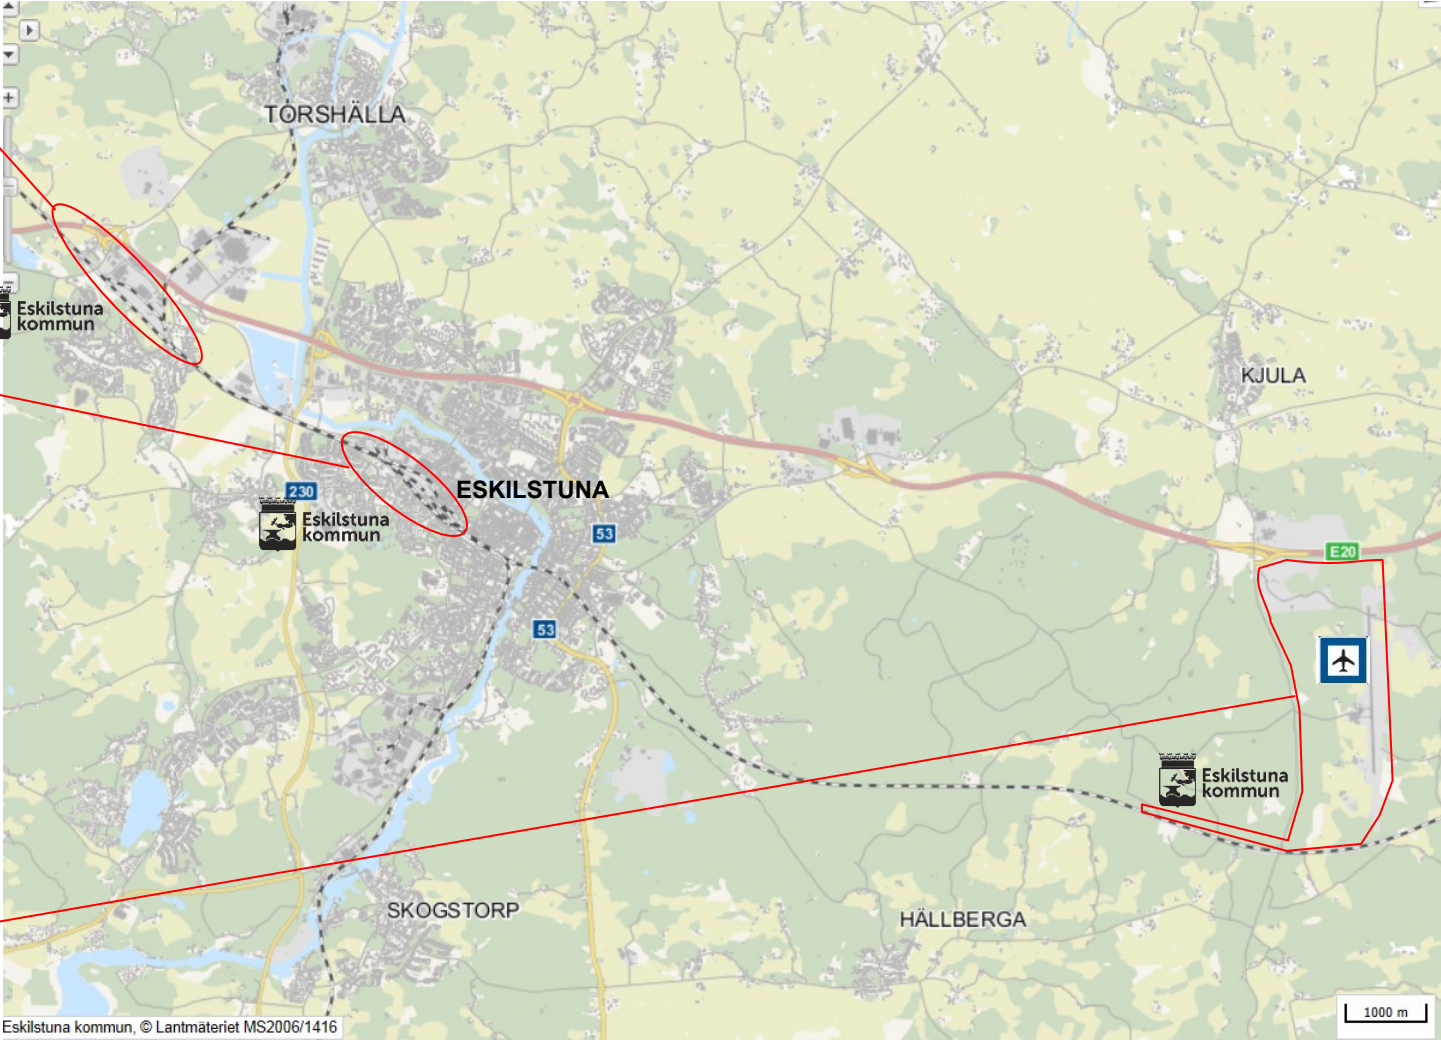 TORSHÄLLA
Eskilstuna
kommun
KJULA
230
ESKILSTUNA
Eskilstuna
kommun
53
E20
53
Eskilstuna
kommun
SKOGSTORP
HÄLLBERGA
1000 m
Eskilstuna kommun, © Lantmäteriet MS2006/1416